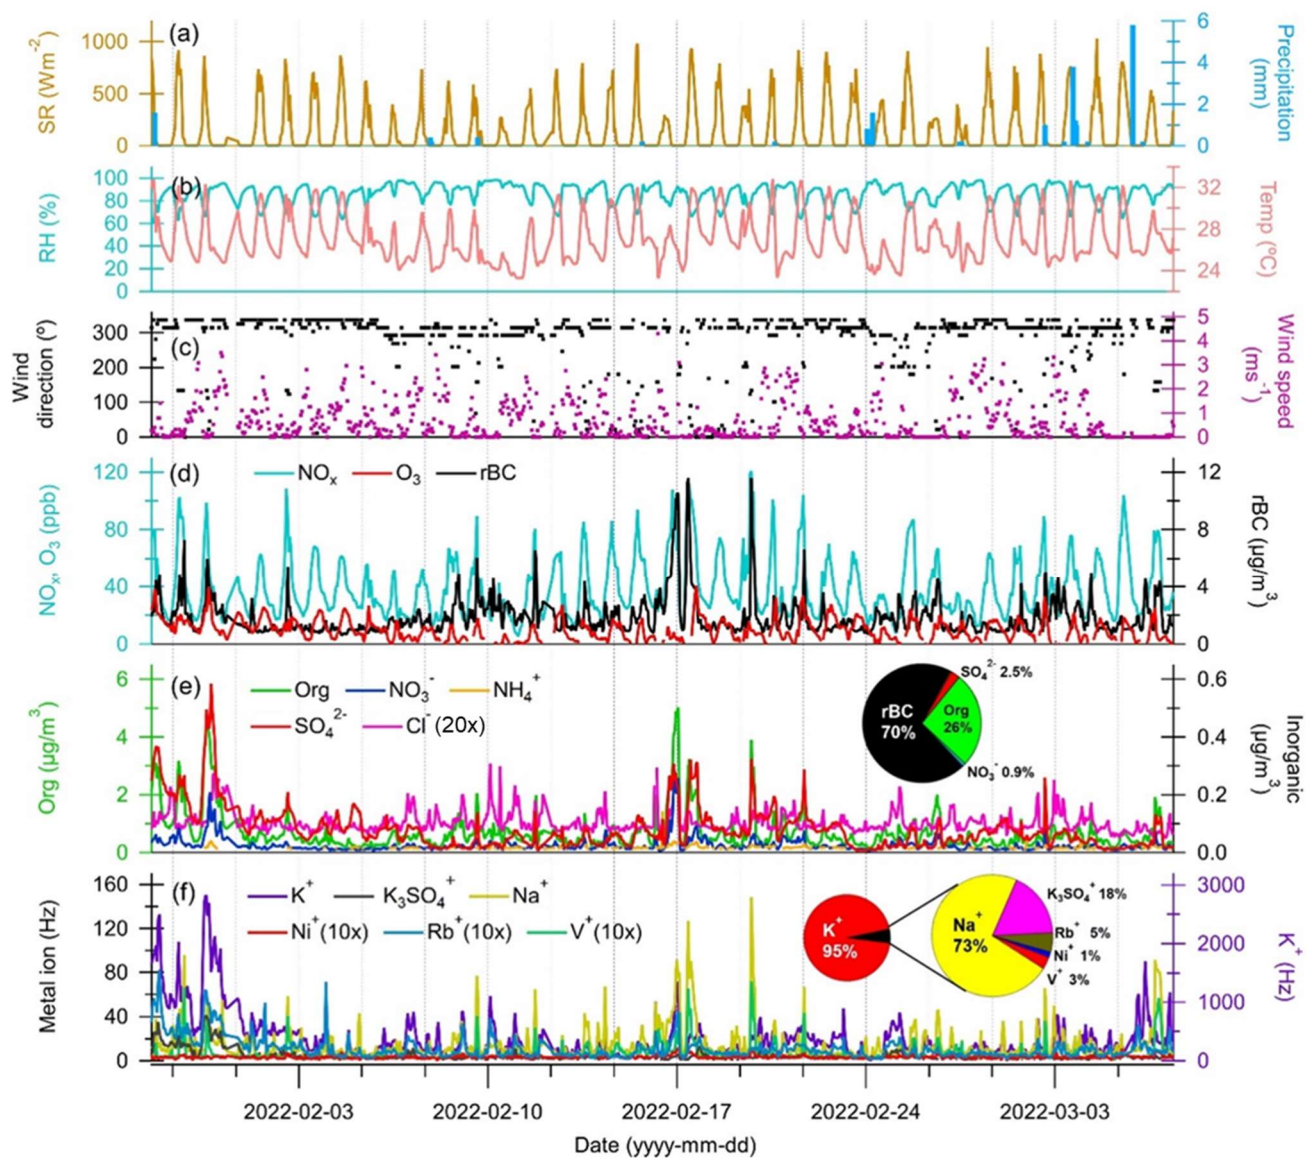 (a)
SR (Wm⁻²)
1000
500
0
6
4
2
0
Precipitation
(mm)
(b)
RH (%)
100
80
60
40
20
0
32
28
24
Temp (°C)
(c)
Wind
direction (°)
300
200
100
0
5
4
3
2
1
0
Wind speed
(ms⁻¹)
(d)
NOₓ O₃ rBC
NOₓ, O₃ (ppb)
120
80
40
0
12
8
4
0
rBC (µg/m³)
(e)
Org NO₃⁻ NH₄⁺
SO₄²⁻ Cl⁻ (20x)
Org (µg/m³)
6
4
2
0
rBC
70%
SO₄²⁻ 2.5%
Org
26%
NO₃⁻ 0.9%
0.6
0.4
0.2
0.0
Inorganic
(µg/m³)
(f)
K⁺ K₃SO₄⁺ Na⁺
Ni⁺(10x) Rb⁺(10x) V⁺(10x)
Metal ion (Hz)
160
120
80
40
0
K⁺
95%
Na⁺
73%
K₃SO₄⁺ 18%
Rb⁺ 5%
Ni⁺ 1%
V⁺ 3%
3000
2000
1000
0
K⁺ (Hz)
2022-02-03 2022-02-10 2022-02-17 2022-02-24 2022-03-03
Date (yyyy-mm-dd)